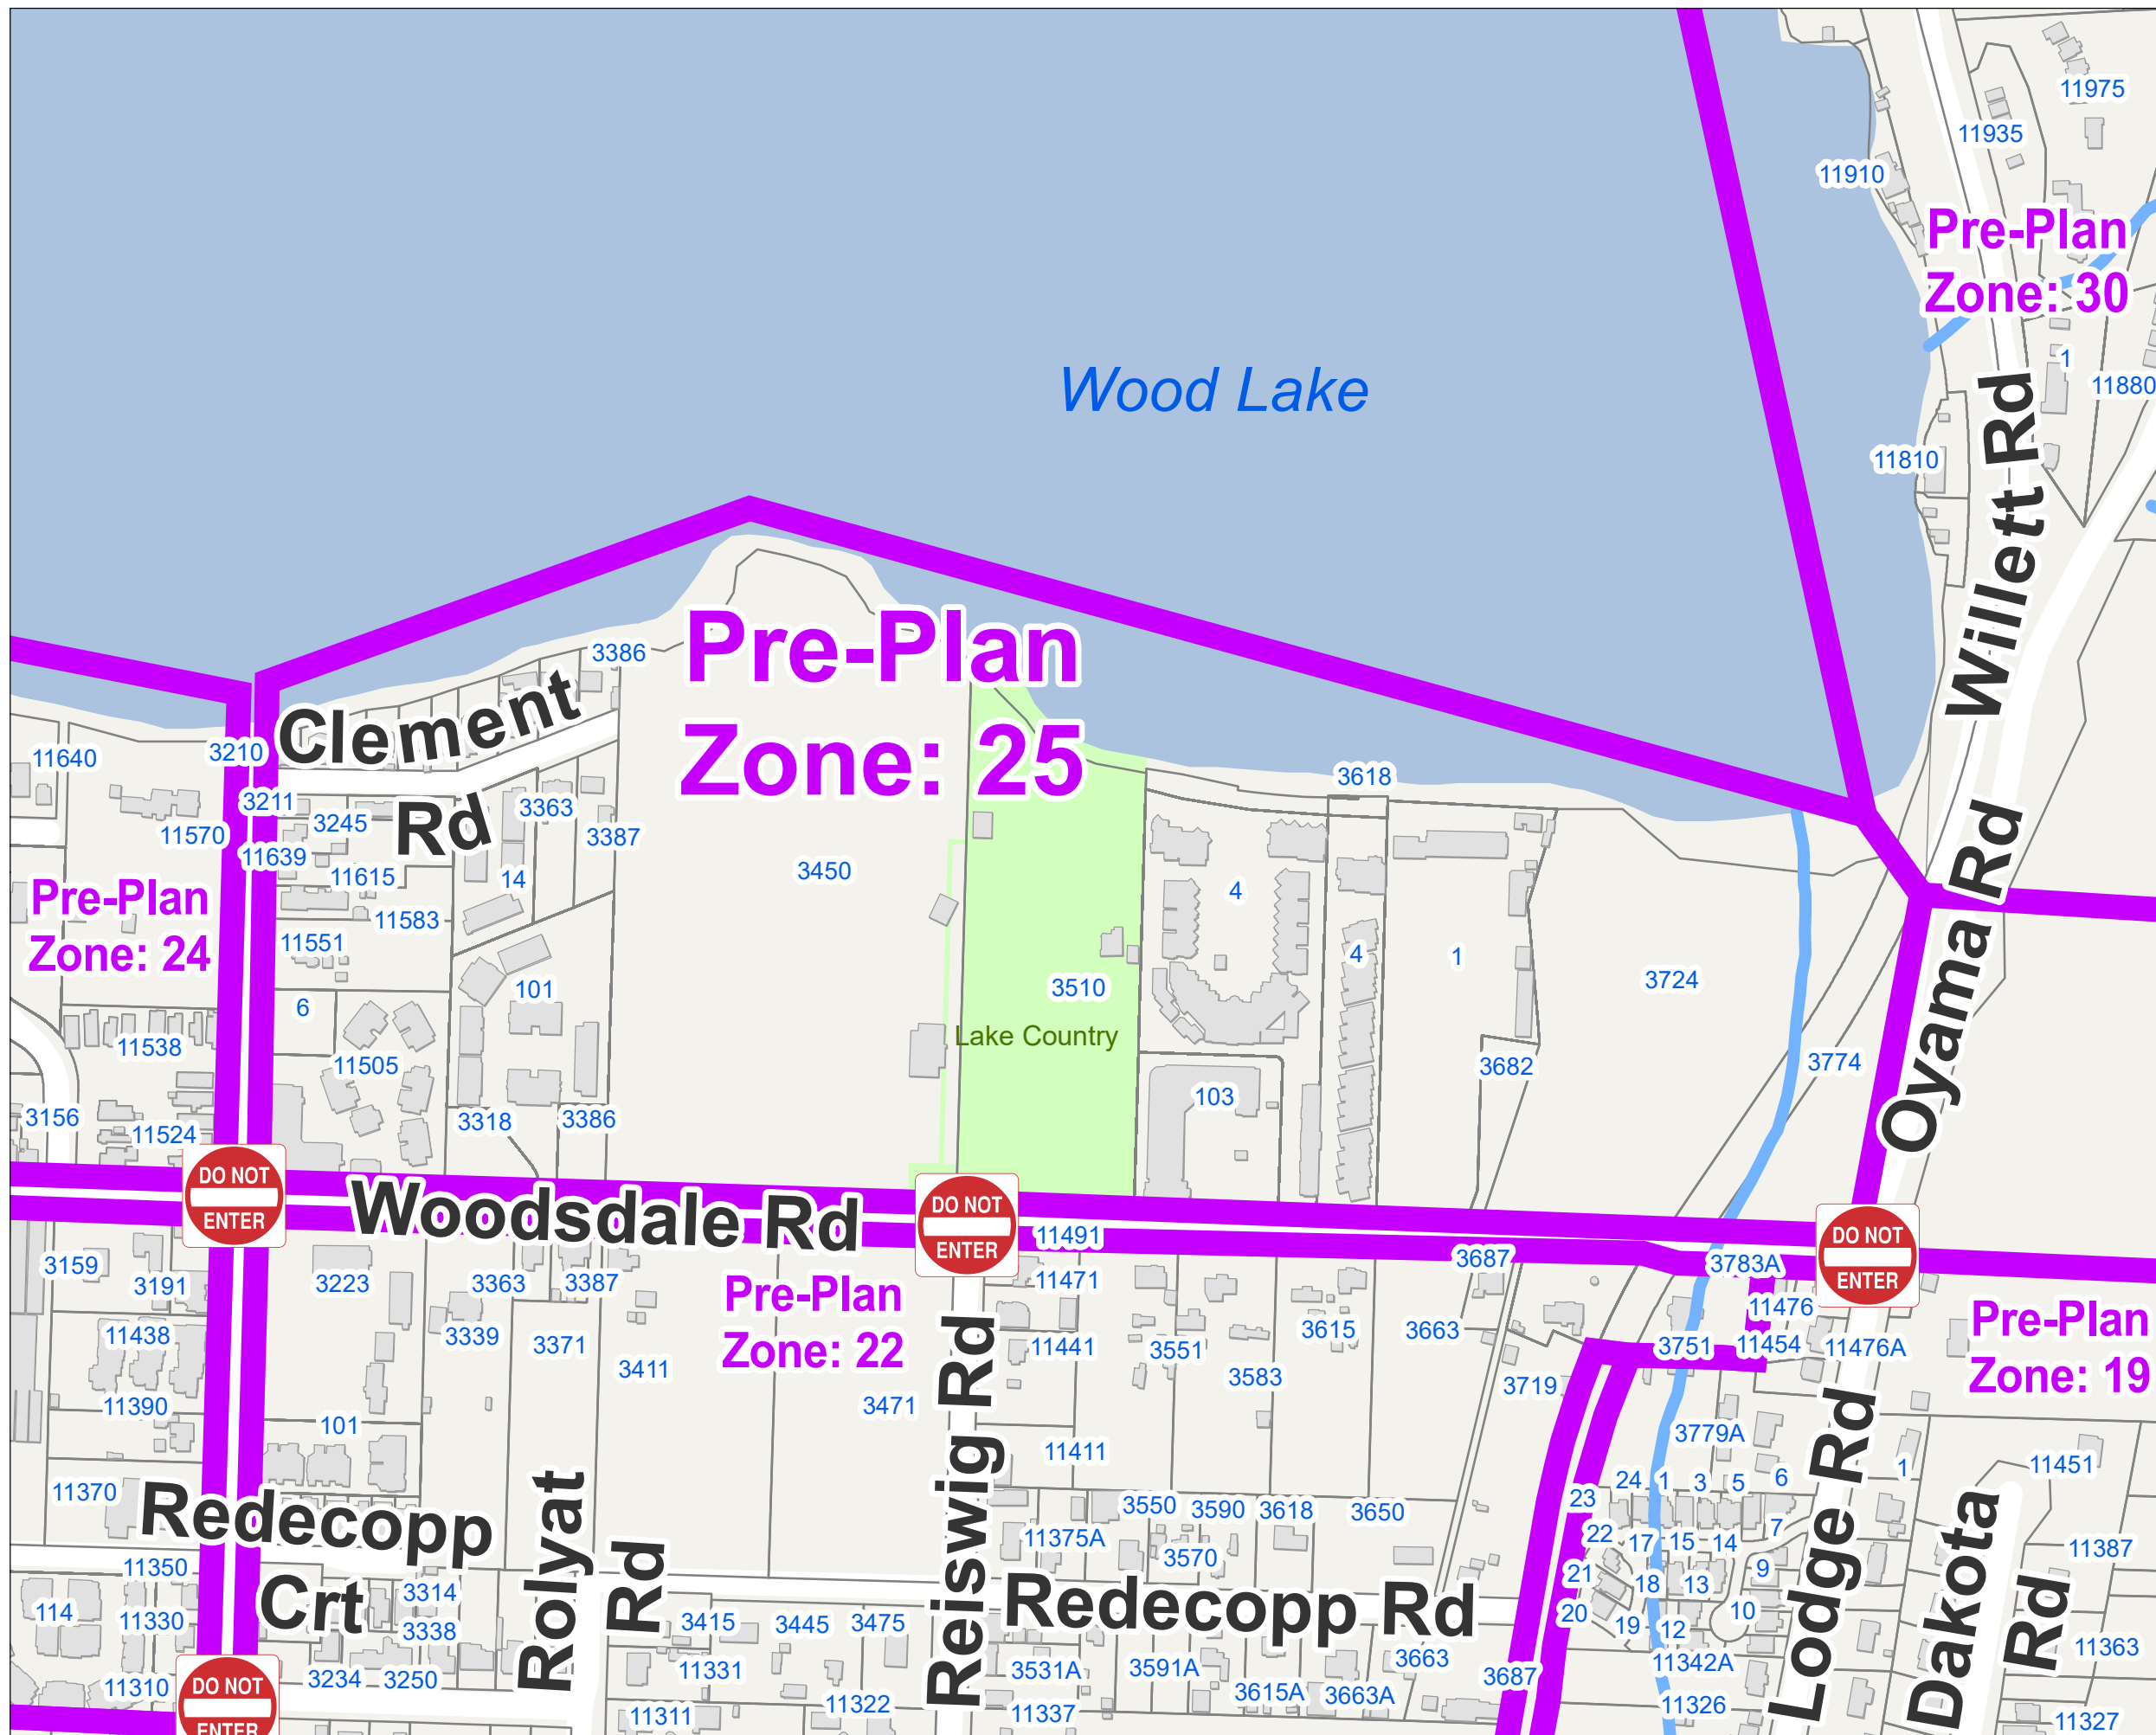 11975
11935
11910
Pre-Plan
Zone: 30
Wood Lake
1
11880
Willett Rd
11810
3386
Pre-Plan
Zone: 25
Clement
Rd
11640
3210
3618
3211
3245
3363
3387
11570
11639
Oyama Rd
3450
11615
14
4
Pre-Plan
Zone: 24
11583
11551
4
1
101
3510
3724
6
Lake Country
11538
11505
3774
3682
103
3156
3318
3386
11524
DO NOT
ENTER
Woodsdale Rd
DO NOT
ENTER
DO NOT
ENTER
11491
3687
3783A
3159
3191
3223
3363
3387
Pre-Plan
Zone: 22
11471
11476
Pre-Plan
Zone: 19
11438
3339
3371
3411
11441
3551
3615
3663
3751
11454
11476A
3583
3719
11390
101
3471
Reiswig Rd
11411
3779A
Lodge Rd
11370
Redecopp
Crt
Rolyat
Rd
1
11451
24
1
3
5
6
23
3550
3590
3618
3650
7
22
17
15
14
11375A
3570
Dakota
Rd
11387
11350
9
21
18
13
3314
Redecopp Rd
114
11330
3338
3415
3445
3475
20
19
12
10
11363
3663
11342A
3234
3250
11331
3531A
3591A
3687
11310
3615A
3663A
11322
11326
11311
11337
11327
DO NOT
ENTER